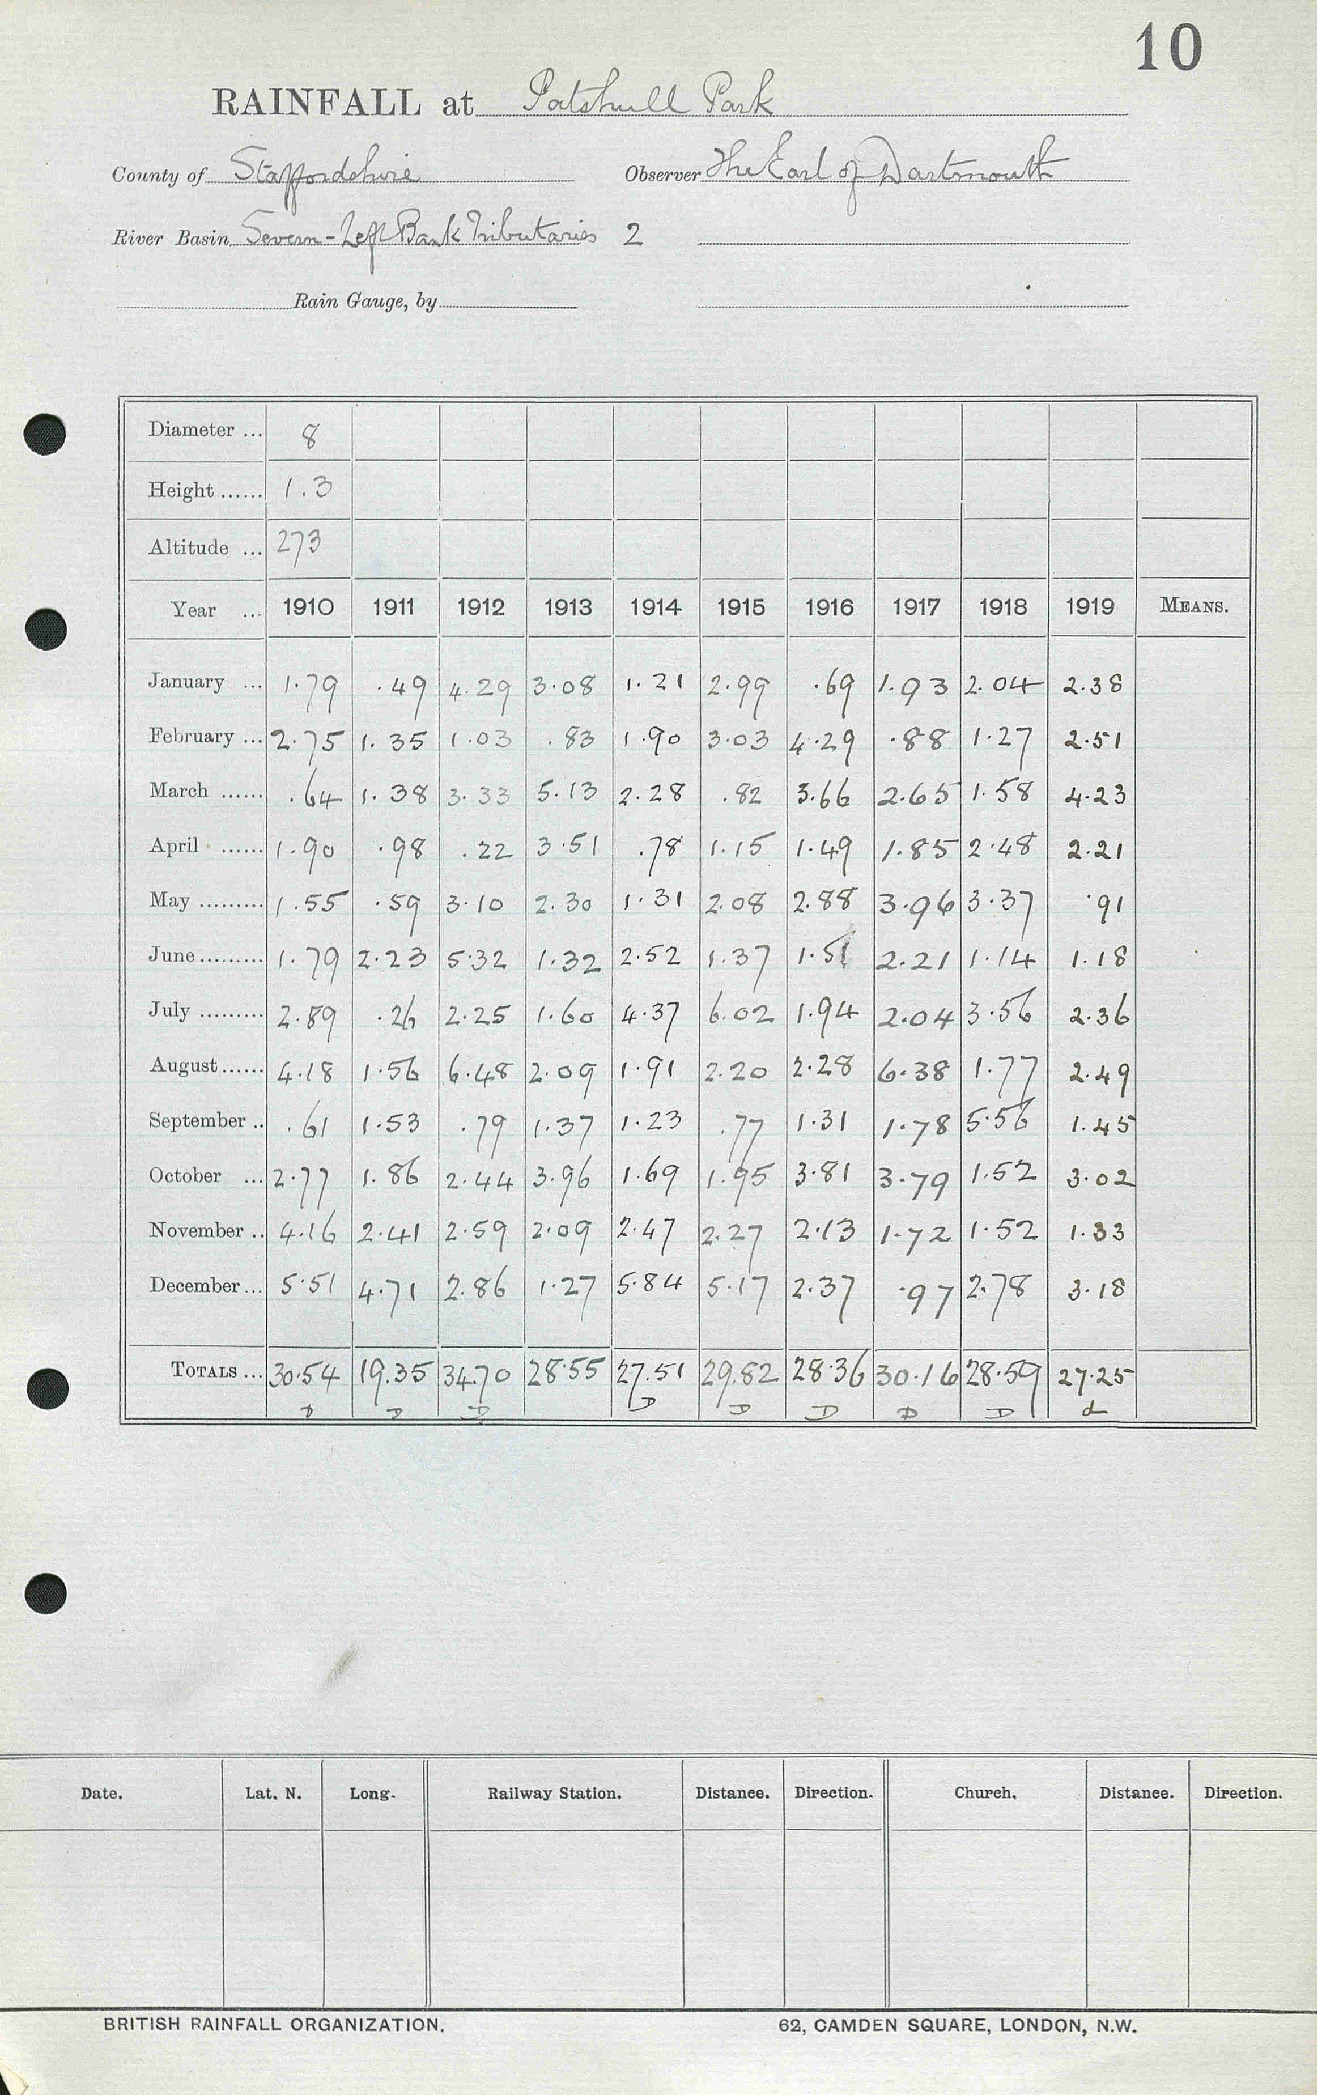 10
RAINFALL at Patshull Park
County of Staffordshire Observer The Earl of Dartmouth
River Basin Severn - Left Bank Tributaries 2
Rain Gauge, by
Diameter ... 8
Height ...... 1.3
Altitude ... 273
Year ... 1910 1911 1912 1913 1914 1915 1916 1917 1918 1919 MEANS.
January ... 1.79 .49 4.29 3.08 1.21 2.99 .69 1.93 2.04 2.38
February ... 2.75 1.35 1.03 .83 1.90 3.03 4.29 .88 1.27 2.51
March ...... .64 1.38 3.33 5.13 2.28 .82 3.66 2.65 1.58 4.23
April ...... 1.90 .98 .22 3.51 .78 1.15 1.49 1.85 2.48 2.21
May ......... 1.55 .59 3.10 2.30 1.31 2.08 2.88 3.96 3.37 .91
June ......... 1.79 2.23 5.32 1.32 2.52 1.37 1.51 2.21 1.14 1.18
July ......... 2.89 .26 2.25 1.60 4.37 6.02 1.94 2.04 3.56 2.36
August...... 4.18 1.56 6.48 2.09 1.91 2.20 2.28 6.38 1.77 2.49
September .. .61 1.53 .79 1.37 1.23 .77 1.31 1.78 5.56 1.45
October ... 2.77 1.86 2.44 3.96 1.69 1.95 3.81 3.79 1.52 3.02
November .. 4.16 2.41 2.59 2.09 2.47 2.27 2.13 1.72 1.52 1.33
December ... 5.51 4.71 2.86 1.27 5.84 5.17 2.37 .97 2.78 3.18
TOTALS ... 30.54 19.35 34.70 28.55 27.51 29.82 28.36 30.16 28.59 27.25
D D D D D D D D d
Date. Lat. N. Long. Railway Station. Distance. Direction. Church. Distance. Direction.
BRITISH RAINFALL ORGANIZATION. 62, CAMDEN SQUARE, LONDON, N.W.